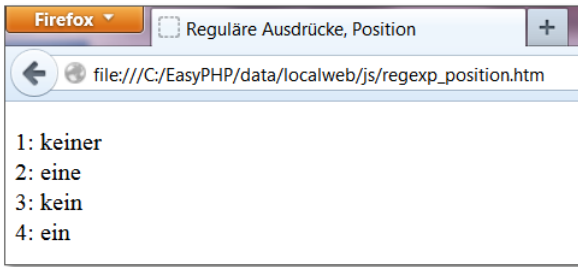 Firefox
Reguläre Ausdrücke, Position
file:///C:/EasyPHP/data/localweb/js/regexp_position.htm
1: keiner
2: eine
3: kein
4: ein